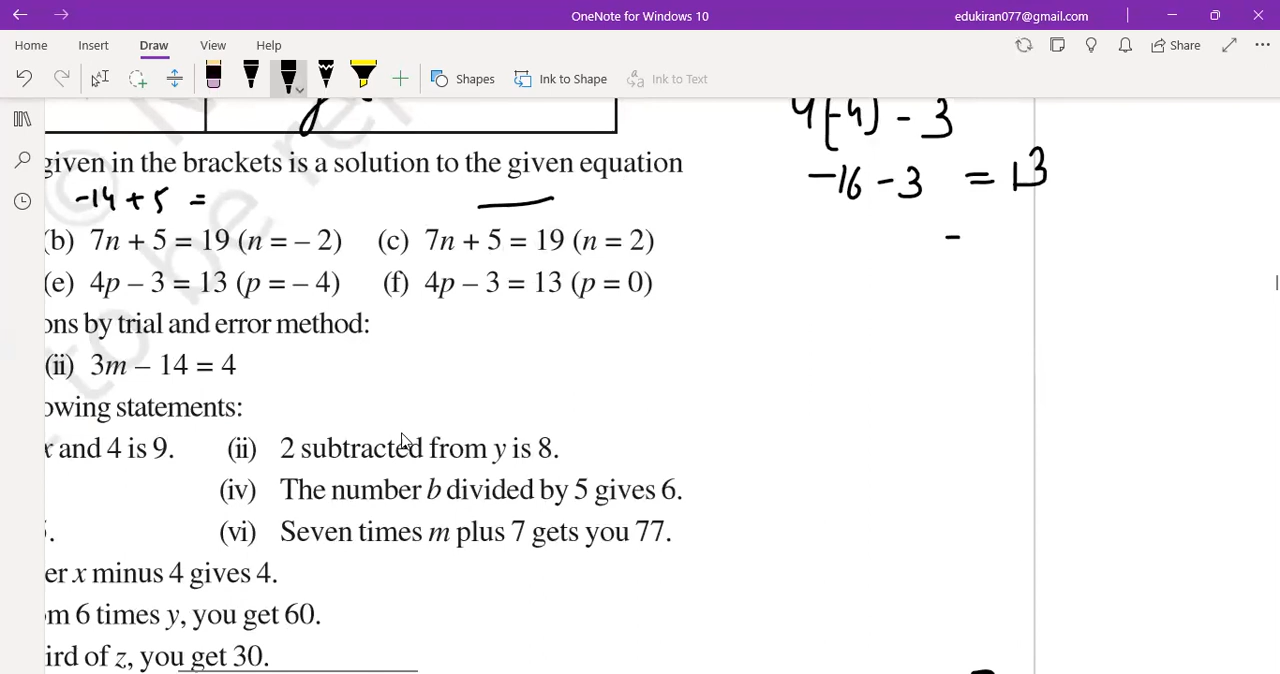 OneNote for Windows 10
edukiran077@gmail.com
Home Insert Draw View Help
Share
Shapes Ink to Shape Ink to Text
4(-4) - 3
given in the brackets is a solution to the given equation
-16 - 3 = 13
-14 + 5 =
-
(b) 7n + 5 = 19 (n = – 2) (c) 7n + 5 = 19 (n = 2)
(e) 4p – 3 = 13 (p = – 4) (f) 4p – 3 = 13 (p = 0)
ons by trial and error method:
(ii) 3m – 14 = 4
owing statements:
x and 4 is 9. (ii) 2 subtracted from y is 8.
(iv) The number b divided by 5 gives 6.
. (vi) Seven times m plus 7 gets you 77.
er x minus 4 gives 4.
om 6 times y, you get 60.
ird of z, you get 30.
to be re